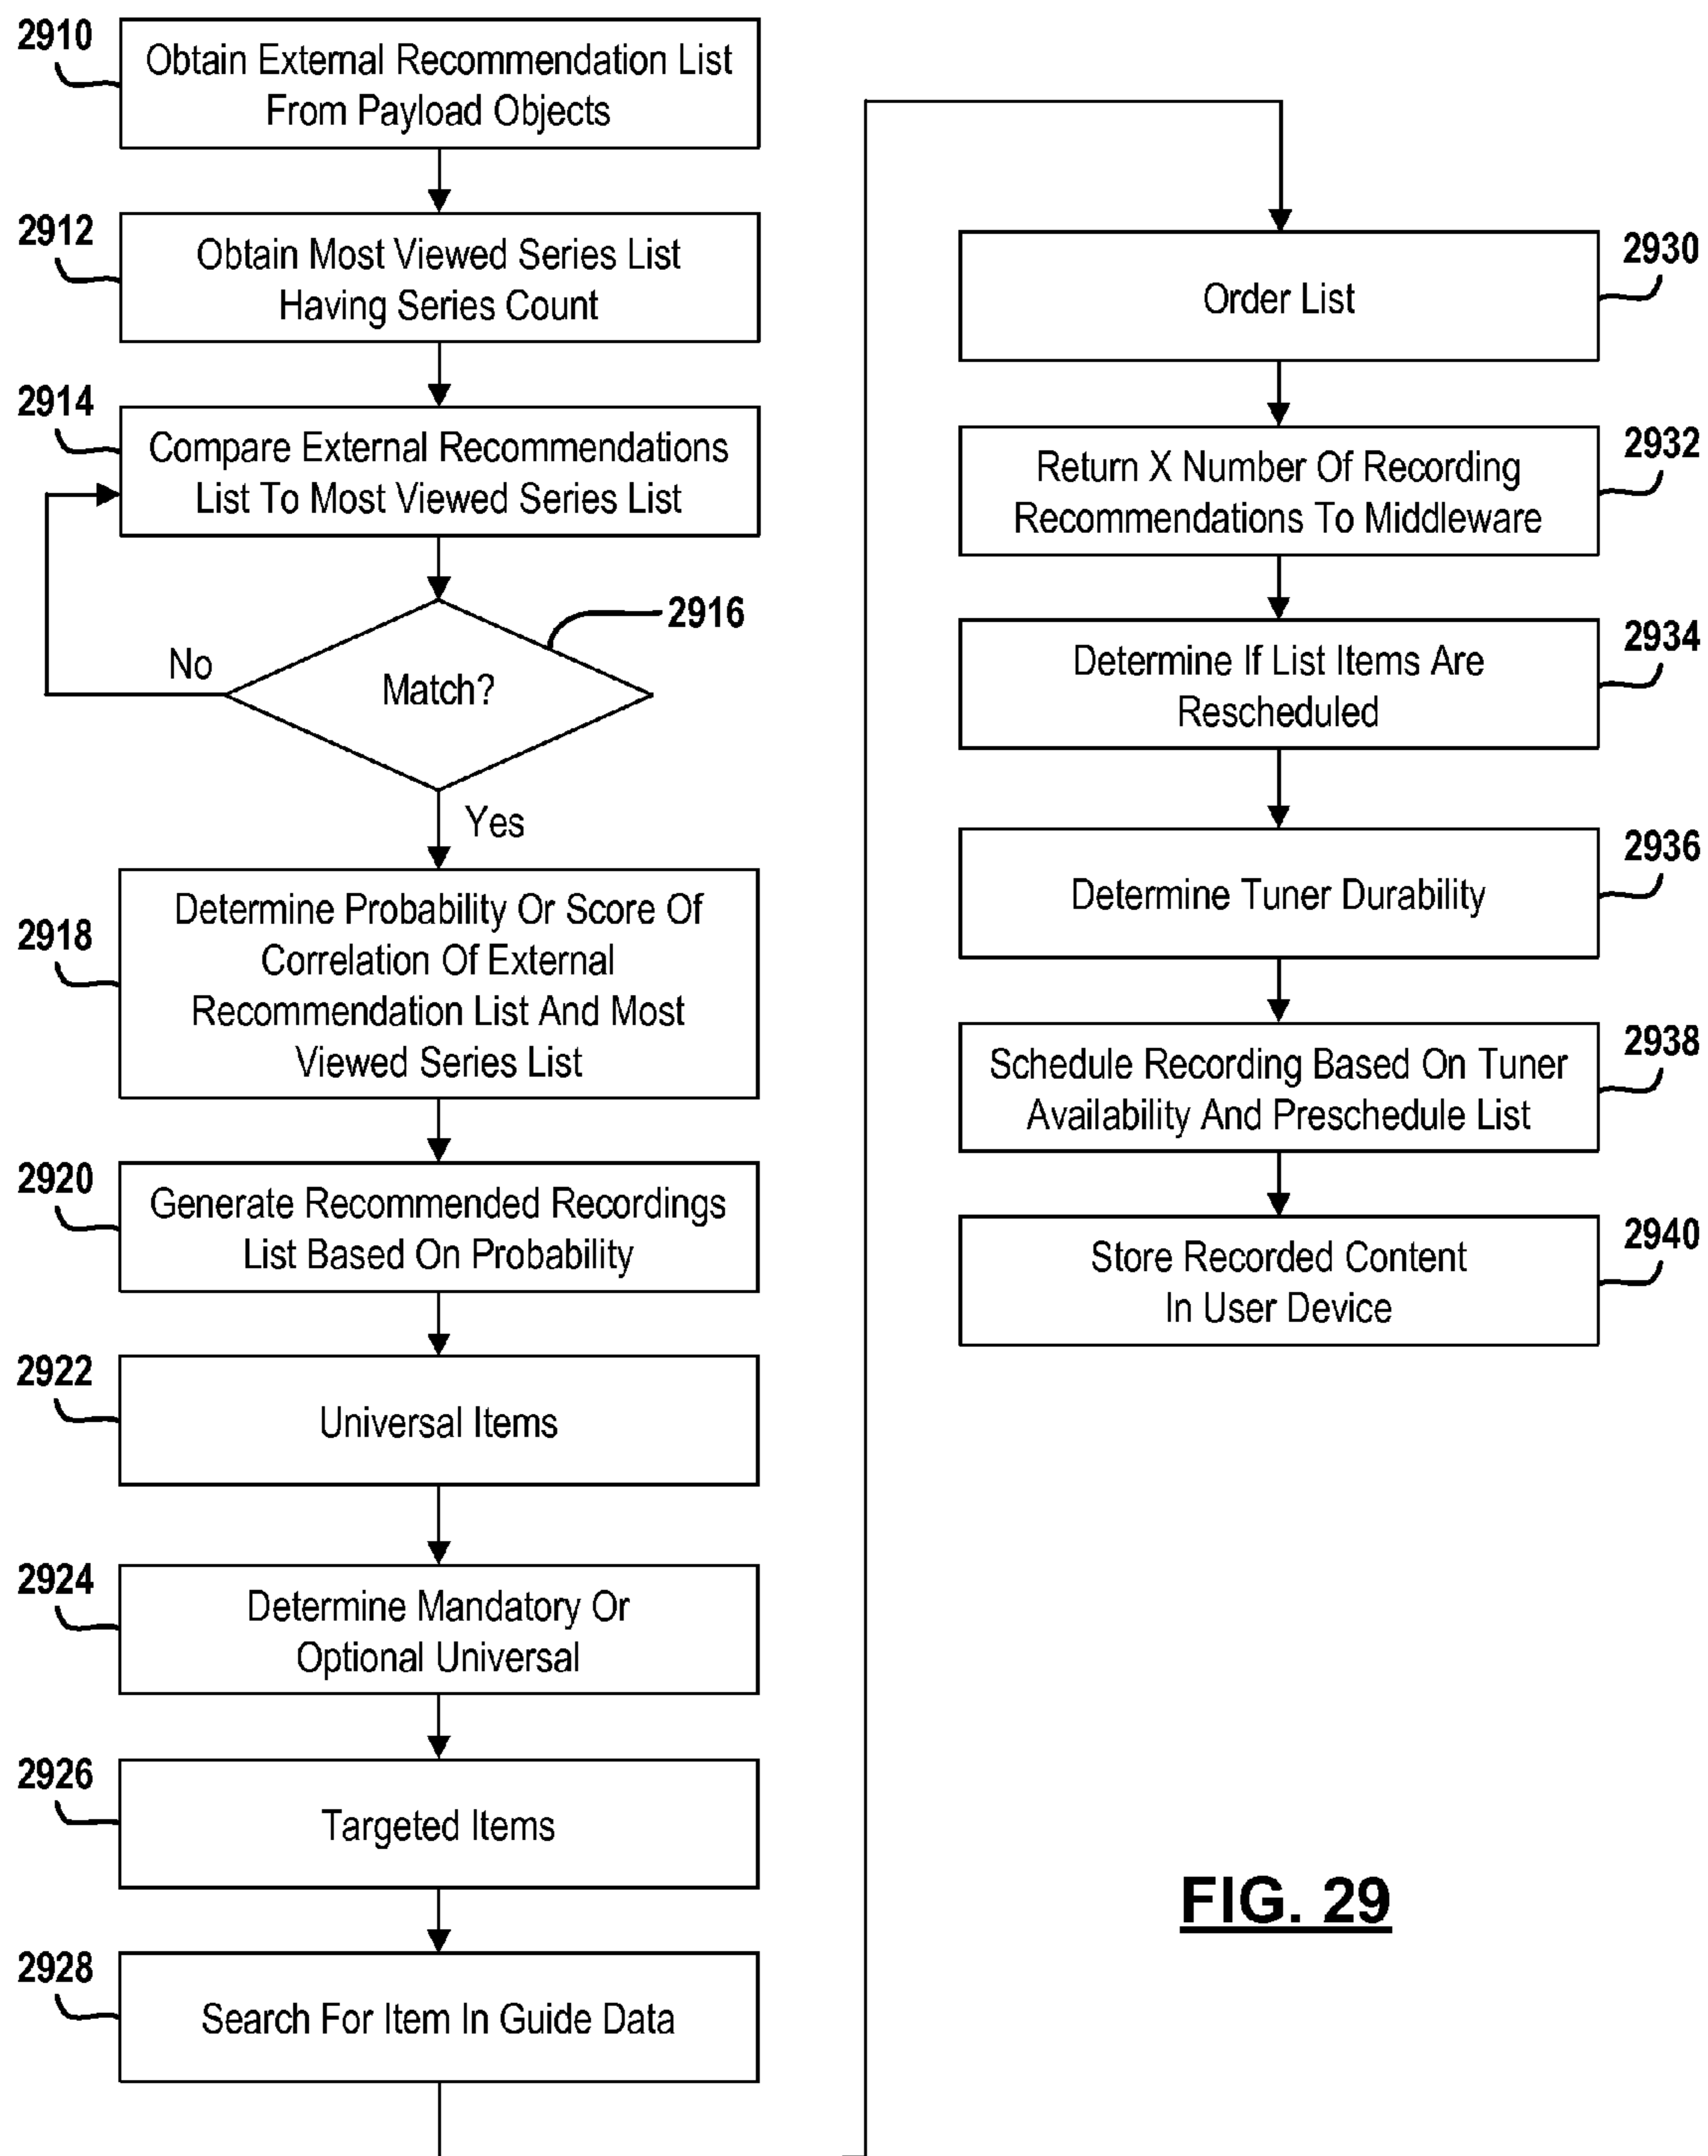 2910
Obtain External Recommendation List
From Payload Objects
2912
Obtain Most Viewed Series List
Having Series Count
2914
Compare External Recommendations
List To Most Viewed Series List
2916
No
Match?
Yes
2918
Determine Probability Or Score Of
Correlation Of External
Recommendation List And Most
Viewed Series List
2920
Generate Recommended Recordings
List Based On Probability
2922
Universal Items
2924
Determine Mandatory Or
Optional Universal
2926
Targeted Items
2928
Search For Item In Guide Data
2930
Order List
2932
Return X Number Of Recording
Recommendations To Middleware
2934
Determine If List Items Are
Rescheduled
2936
Determine Tuner Durability
2938
Schedule Recording Based On Tuner
Availability And Preschedule List
2940
Store Recorded Content
In User Device
FIG. 29